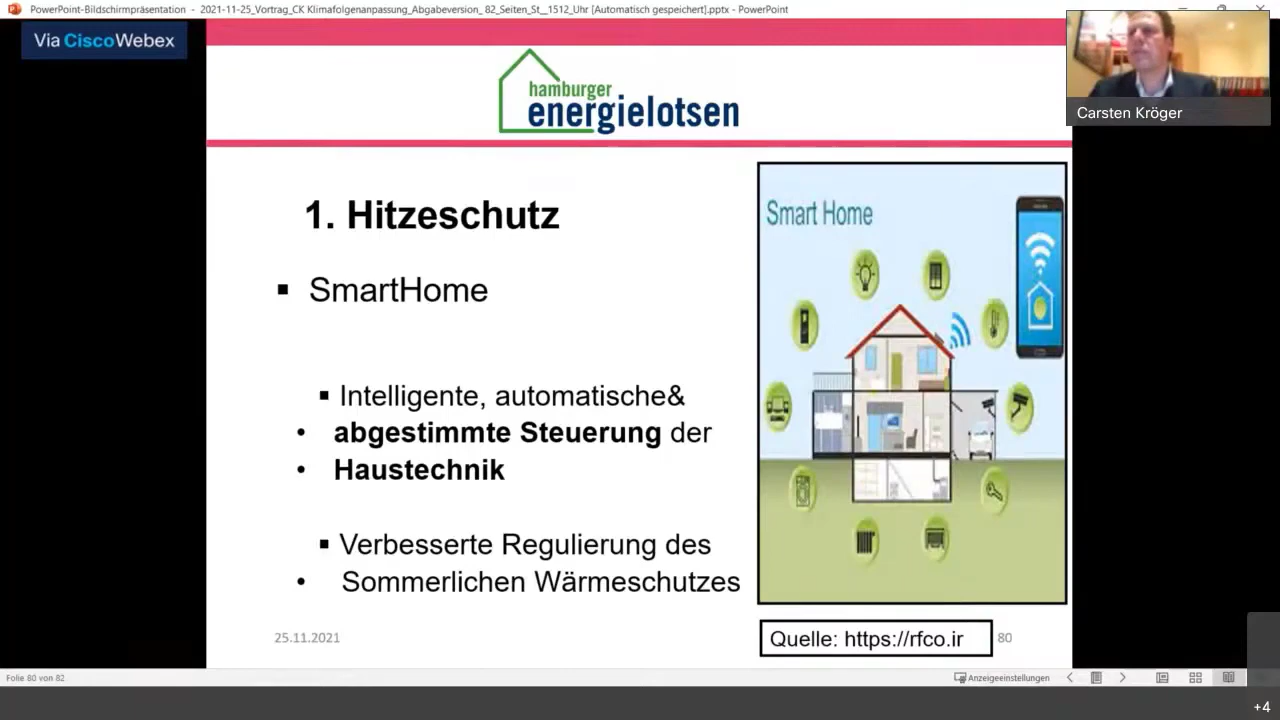 PowerPoint-Bildschirmpräsentation - 2021-11-25_Vortrag_CK Klimafolgenanpassung_Abgabeversion_ 82_Seiten_St__1512_Uhr [Automatisch gespeichert].pptx - PowerPoint
Via CiscoWebex
hamburger
energielotsen
Carsten Kröger
1. Hitzeschutz
▪ SmartHome
▪ Intelligente, automatische&
• abgestimmte Steuerung der
• Haustechnik
▪ Verbesserte Regulierung des
• Sommerlichen Wärmeschutzes
Smart Home
25.11.2021
Quelle: https://rfco.ir
80
Folie 80 von 82
Anzeigeeinstellungen
+4